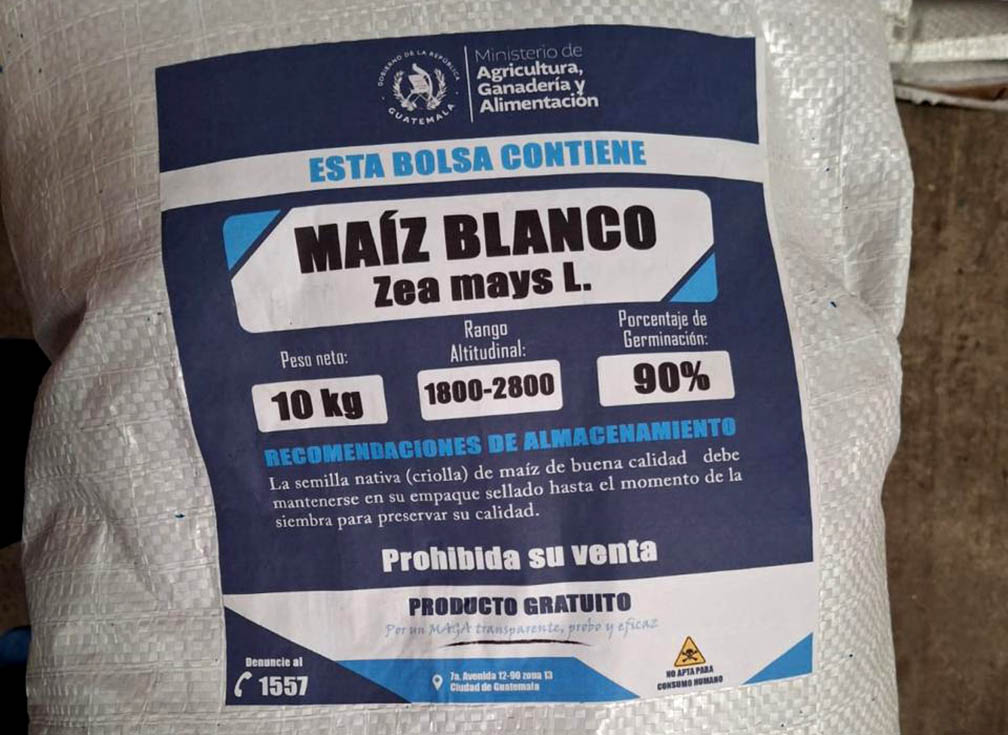 GOBIERNO DE LA REPÚBLICA
GUATEMALA
Ministerio de
Agricultura,
Ganadería y
Alimentación
ESTA BOLSA CONTIENE
MAÍZ BLANCO
Zea mays L.
Peso neto:
10 kg
Rango
Altitudinal:
1800-2800
Porcentaje de
Germinación:
90%
RECOMENDACIONES DE ALMACENAMIENTO
La semilla nativa (criolla) de maíz de buena calidad debe
mantenerse en su empaque sellado hasta el momento de la
siembra para preservar su calidad.
Prohibida su venta
PRODUCTO GRATUITO
Por un MAGA transparente, probo y eficaz
Denuncie al
1557
7a. Avenida 12-90 zona 13
Ciudad de Guatemala
NO APTA PARA
CONSUMO HUMANO